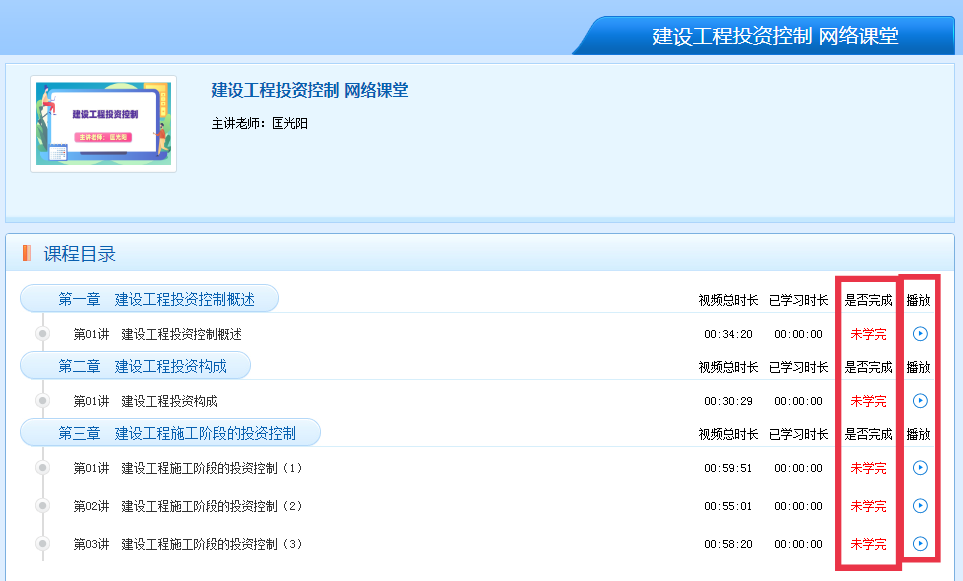 建设工程投资控制 网络课堂
建设工程投资控制
主讲老师： 匡光阳
建设工程投资控制 网络课堂
主讲老师：匡光阳
课程目录
第一章 建设工程投资控制概述 视频总时长 已学习时长 是否完成 播放
第01讲 建设工程投资控制概述 00:34:20 00:00:00 未学完
第二章 建设工程投资构成 视频总时长 已学习时长 是否完成 播放
第01讲 建设工程投资构成 00:30:29 00:00:00 未学完
第三章 建设工程施工阶段的投资控制 视频总时长 已学习时长 是否完成 播放
第01讲 建设工程施工阶段的投资控制（1） 00:59:51 00:00:00 未学完
第02讲 建设工程施工阶段的投资控制（2） 00:55:01 00:00:00 未学完
第03讲 建设工程施工阶段的投资控制（3） 00:58:20 00:00:00 未学完